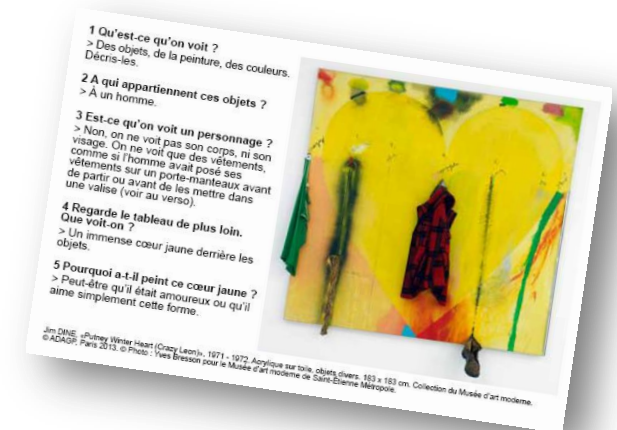 1 Qu'est-ce qu'on voit ?
> Des objets, de la peinture, des couleurs.
Décris-les.
2 A qui appartiennent ces objets ?
> À un homme.
3 Est-ce qu'on voit un personnage ?
> Non, on ne voit pas son corps, ni son
visage. On ne voit que des vêtements,
comme si l'homme avait posé ses
vêtements sur un porte-manteaux avant
de partir ou avant de les mettre dans
une valise (voir au verso).
4 Regarde le tableau de plus loin.
Que voit-on ?
> Un immense cœur jaune derrière les
objets.
5 Pourquoi a-t-il peint ce cœur jaune ?
> Peut-être qu'il était amoureux ou qu'il
aime simplement cette forme.
Jim DINE, «Putney Winter Heart (Crazy Leon)», 1971 - 1972. Acrylique sur toile, objets divers. 183 x 183 cm. Collection du Musée d'art moderne.
© ADAGP, Paris 2013. © Photo : Yves Bresson pour le Musée d'art moderne de Saint-Étienne Métropole.